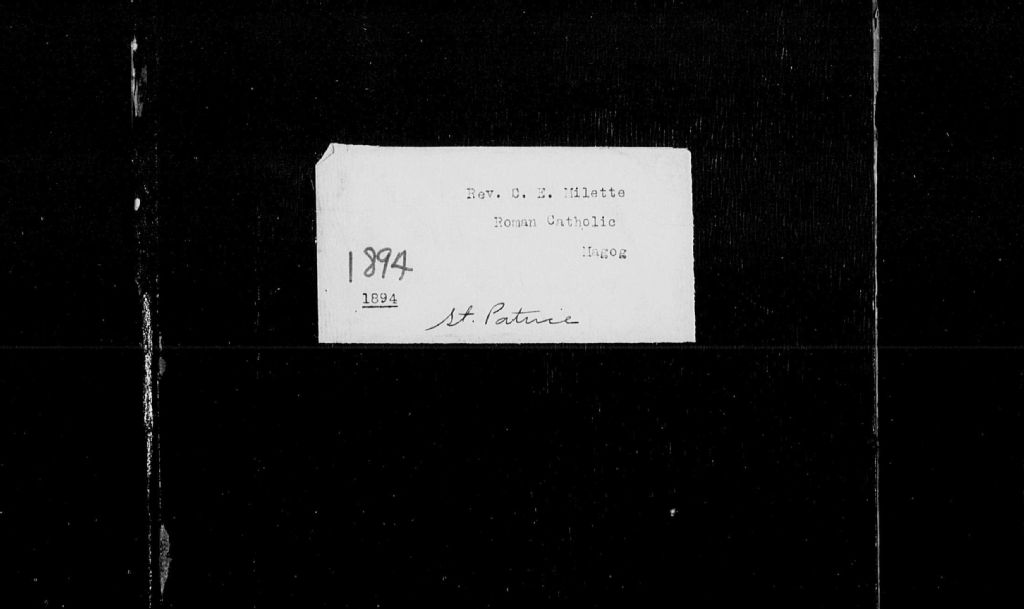 Rev. C. E. Milette
Roman Catholic
Magog
1894
1894
St. Patrice